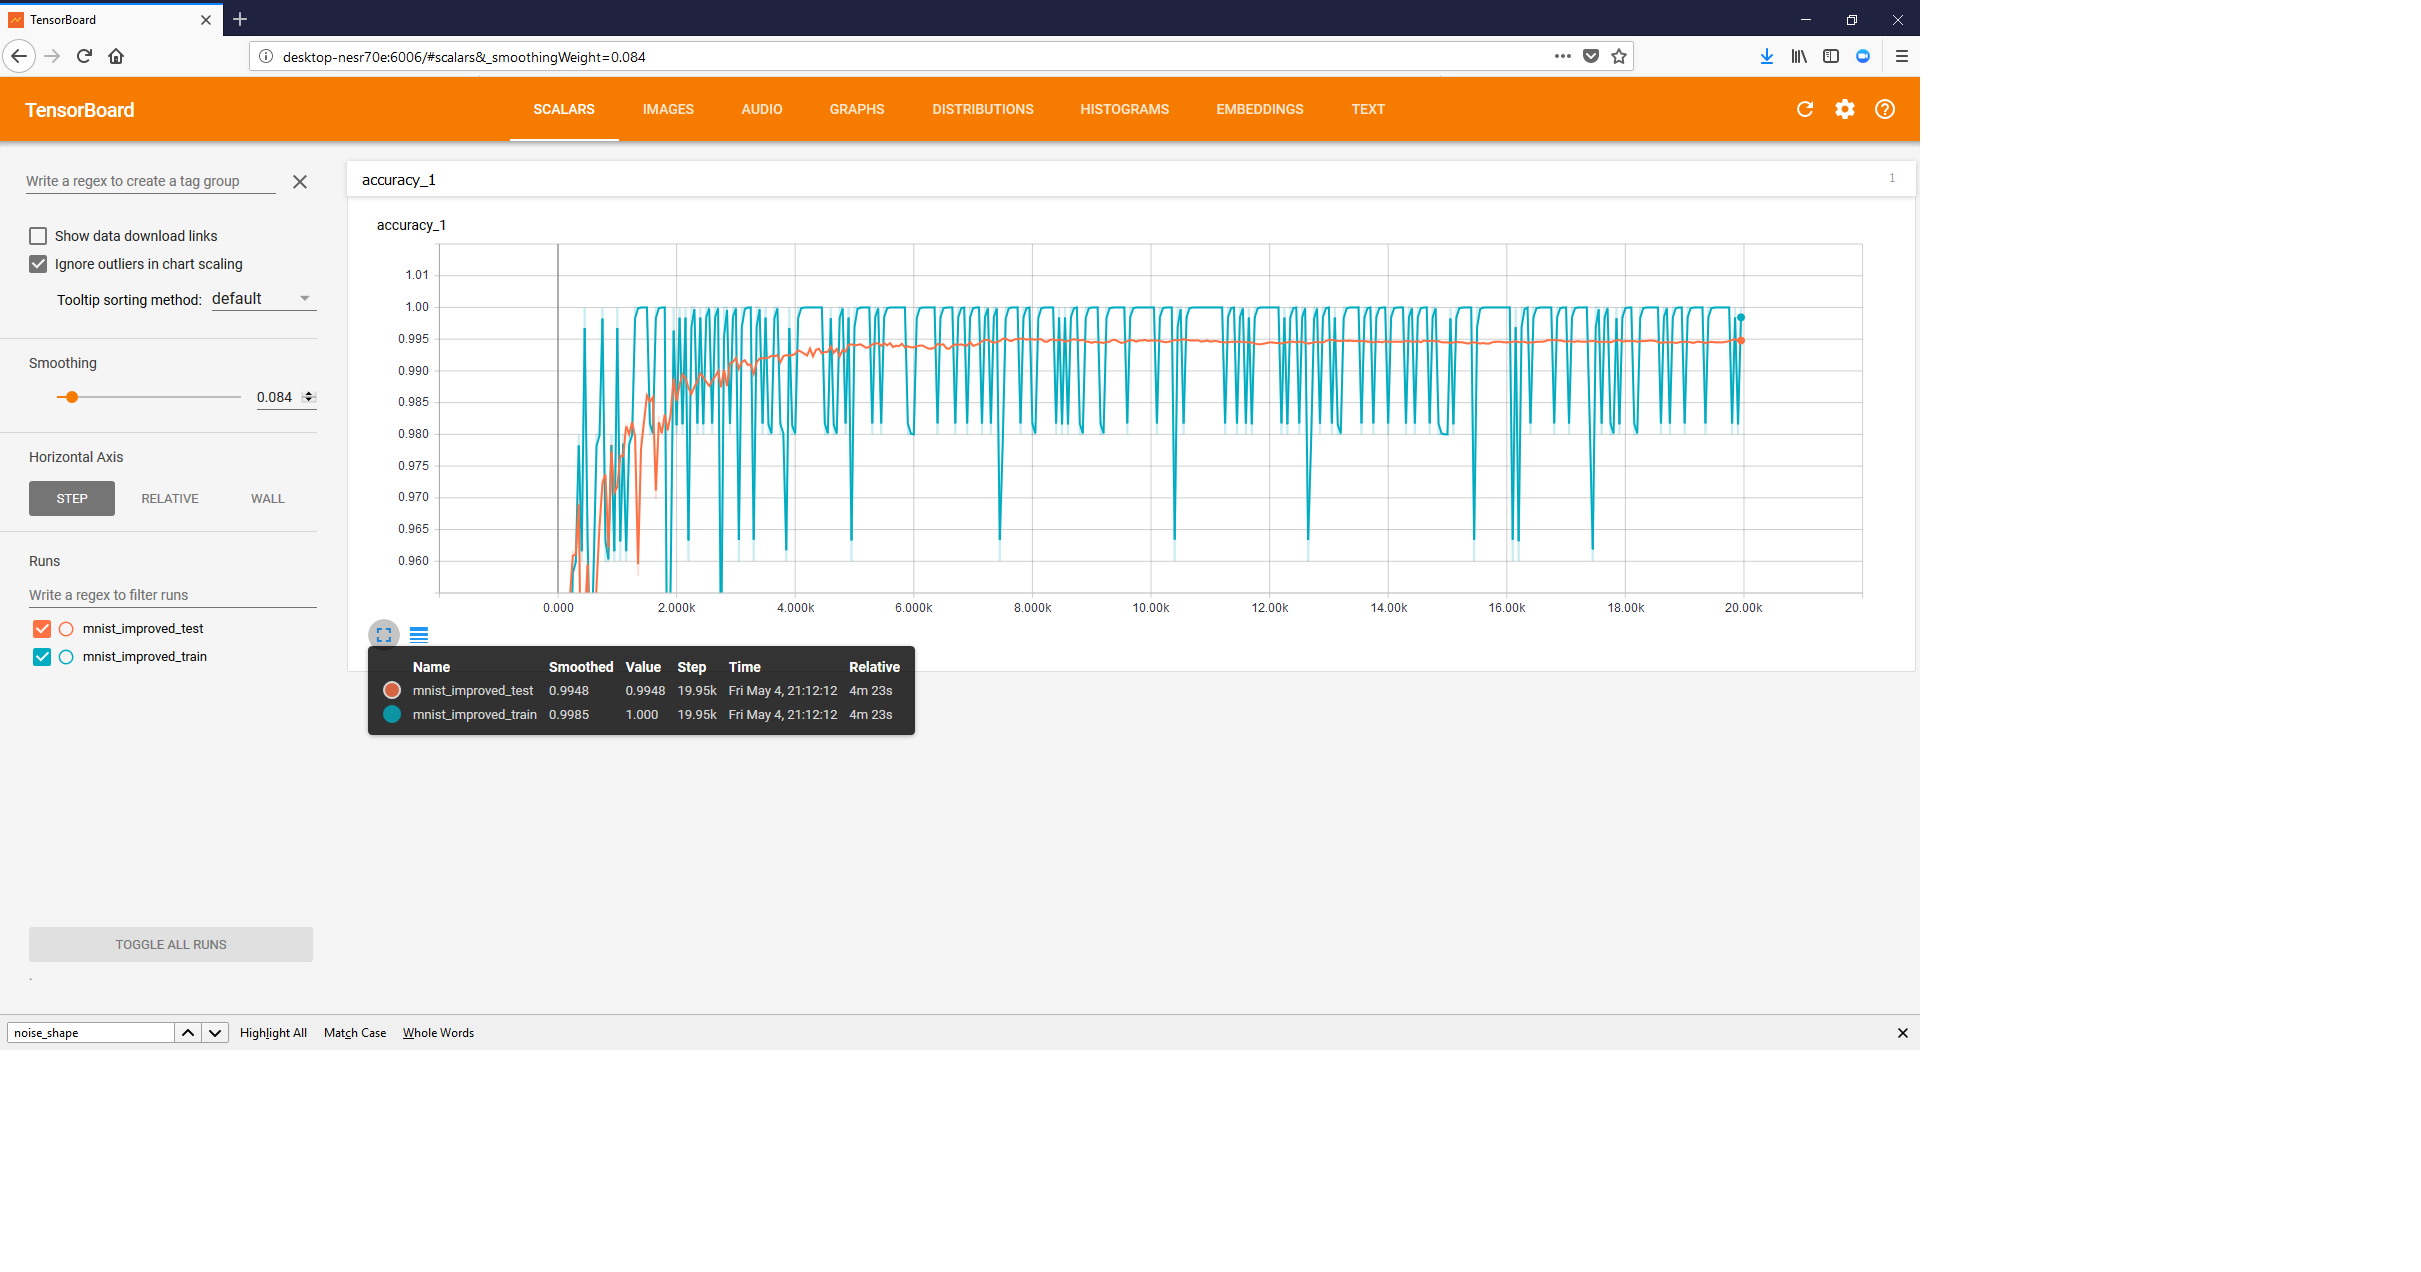 TensorBoard
desktop-nesr70e:6006/#scalars&_smoothingWeight=0.084
TensorBoard
SCALARS IMAGES AUDIO GRAPHS DISTRIBUTIONS HISTOGRAMS EMBEDDINGS TEXT
Write a regex to create a tag group
Show data download links
Ignore outliers in chart scaling
Tooltip sorting method: default
Smoothing
0.084
Horizontal Axis
STEP RELATIVE WALL
Runs
Write a regex to filter runs
mnist_improved_test
mnist_improved_train
TOGGLE ALL RUNS
.
accuracy_1 1
accuracy_1
1.01
1.00
0.995
0.990
0.985
0.980
0.975
0.970
0.965
0.960
0.000 2.000k 4.000k 6.000k 8.000k 10.00k 12.00k 14.00k 16.00k 18.00k 20.00k
Name Smoothed Value Step Time Relative
mnist_improved_test 0.9948 0.9948 19.95k Fri May 4, 21:12:12 4m 23s
mnist_improved_train 0.9985 1.000 19.95k Fri May 4, 21:12:12 4m 23s
noise_shape Highlight All Match Case Whole Words